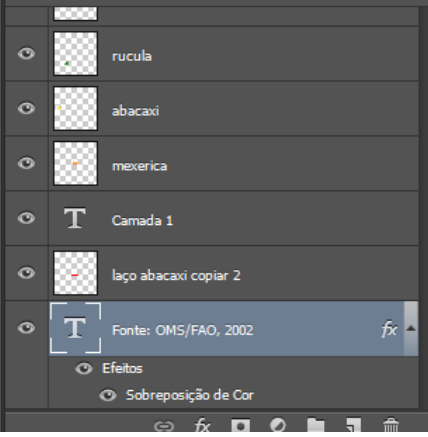 rucula
abacaxi
mexerica
T Camada 1
laço abacaxi copiar 2
T Fonte: OMS/FAO, 2002 fx
Efeitos
Sobreposição de Cor
fx